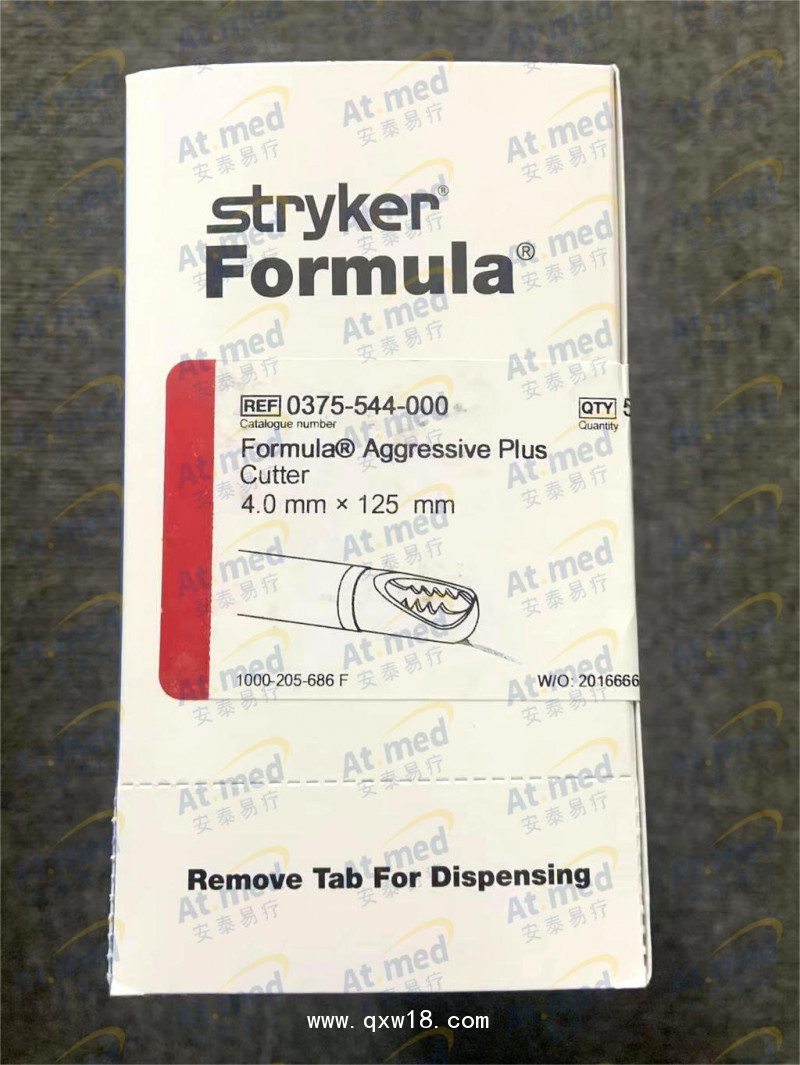 stryker®
Formula®
REF 0375-544-000
Catalogue number
QTY 5
Quantity
Formula® Aggressive Plus
Cutter
4.0 mm × 125 mm
1000-205-686 F
W/O: 2016666
Remove Tab For Dispensing
www.qxw18.com
At.med
安泰易疗